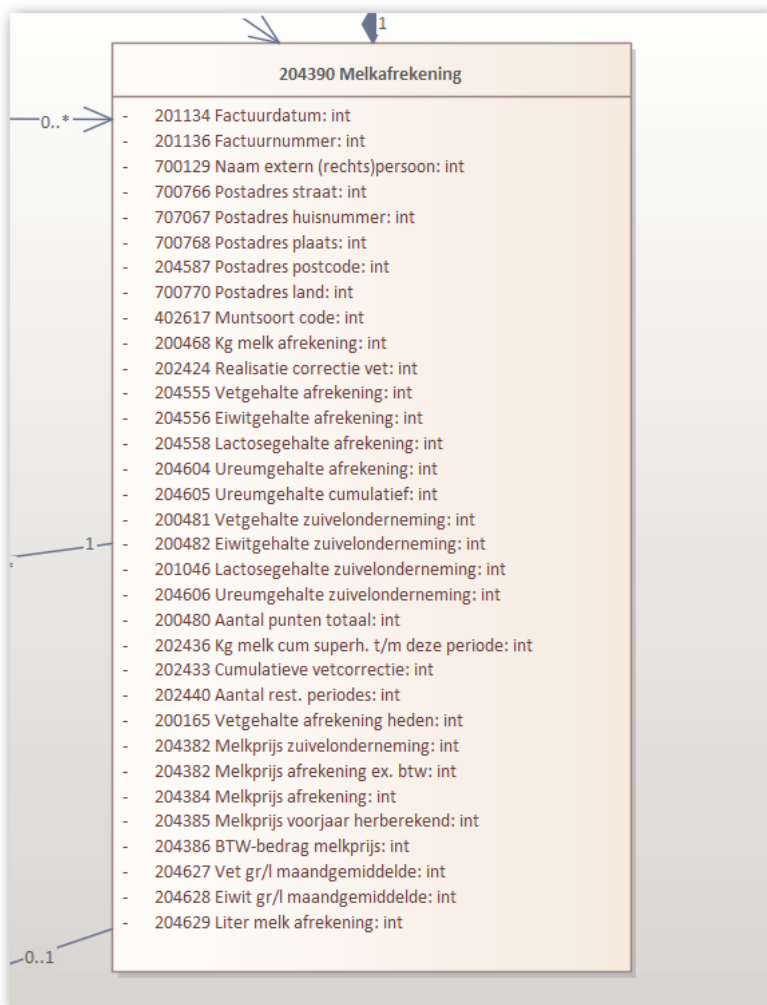 1
204390 Melkafrekening
0..*
- 201134 Factuurdatum: int
- 201136 Factuurnummer: int
- 700129 Naam extern (rechts)persoon: int
- 700766 Postadres straat: int
- 707067 Postadres huisnummer: int
- 700768 Postadres plaats: int
- 204587 Postadres postcode: int
- 700770 Postadres land: int
- 402617 Muntsoort code: int
- 200468 Kg melk afrekening: int
- 202424 Realisatie correctie vet: int
- 204555 Vetgehalte afrekening: int
- 204556 Eiwitgehalte afrekening: int
- 204558 Lactosegehalte afrekening: int
- 204604 Ureumgehalte afrekening: int
- 204605 Ureumgehalte cumulatief: int
- 200481 Vetgehalte zuivelonderneming: int
1
- 200482 Eiwitgehalte zuivelonderneming: int
- 201046 Lactosegehalte zuivelonderneming: int
- 204606 Ureumgehalte zuivelonderneming: int
- 200480 Aantal punten totaal: int
- 202436 Kg melk cum superh. t/m deze periode: int
- 202433 Cumulatieve vetcorrectie: int
- 202440 Aantal rest. periodes: int
- 200165 Vetgehalte afrekening heden: int
- 204382 Melkprijs zuivelonderneming: int
- 204382 Melkprijs afrekening ex. btw: int
- 204384 Melkprijs afrekening: int
- 204385 Melkprijs voorjaar herberekend: int
- 204386 BTW-bedrag melkprijs: int
- 204627 Vet gr/l maandgemiddelde: int
- 204628 Eiwit gr/l maandgemiddelde: int
- 204629 Liter melk afrekening: int
0..1